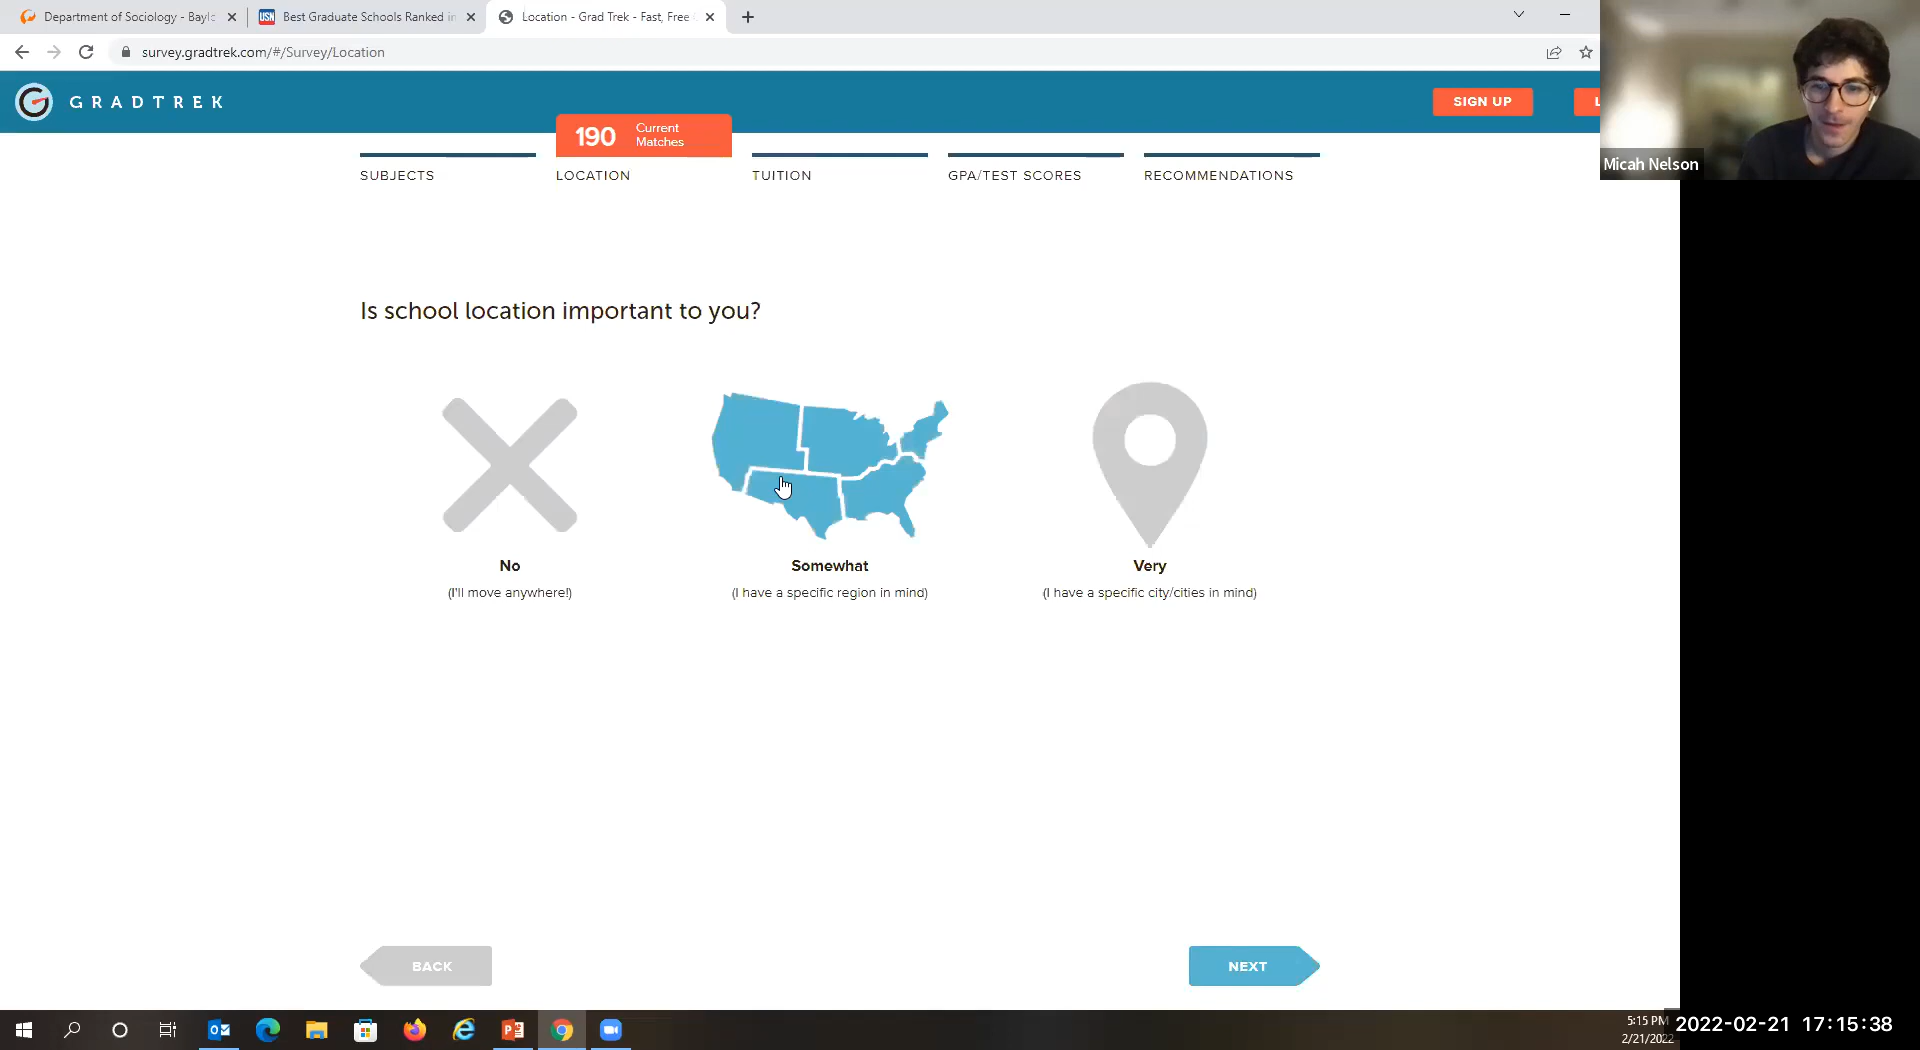 Department of Sociology - Bayl
Best Graduate Schools Ranked in
Location - Grad Trek - Fast, Free
survey.gradtrek.com/#/Survey/Location
GRADTREK
SIGN UP
L
190
Current
Matches
SUBJECTS
LOCATION
TUITION
GPA/TEST SCORES
RECOMMENDATIONS
Micah Nelson
Is school location important to you?
No
(I'll move anywhere!)
Somewhat
(I have a specific region in mind)
Very
(I have a specific city/cities in mind)
BACK
NEXT
5:15 PM
2/21/2022
2022-02-21 17:15:38